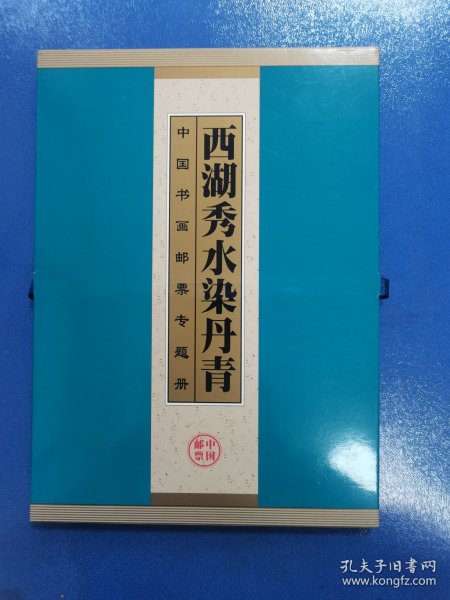 西湖秀水染丹青
中国书画邮票专题册
中国
邮票
孔夫子旧书网
www.kongfz.com